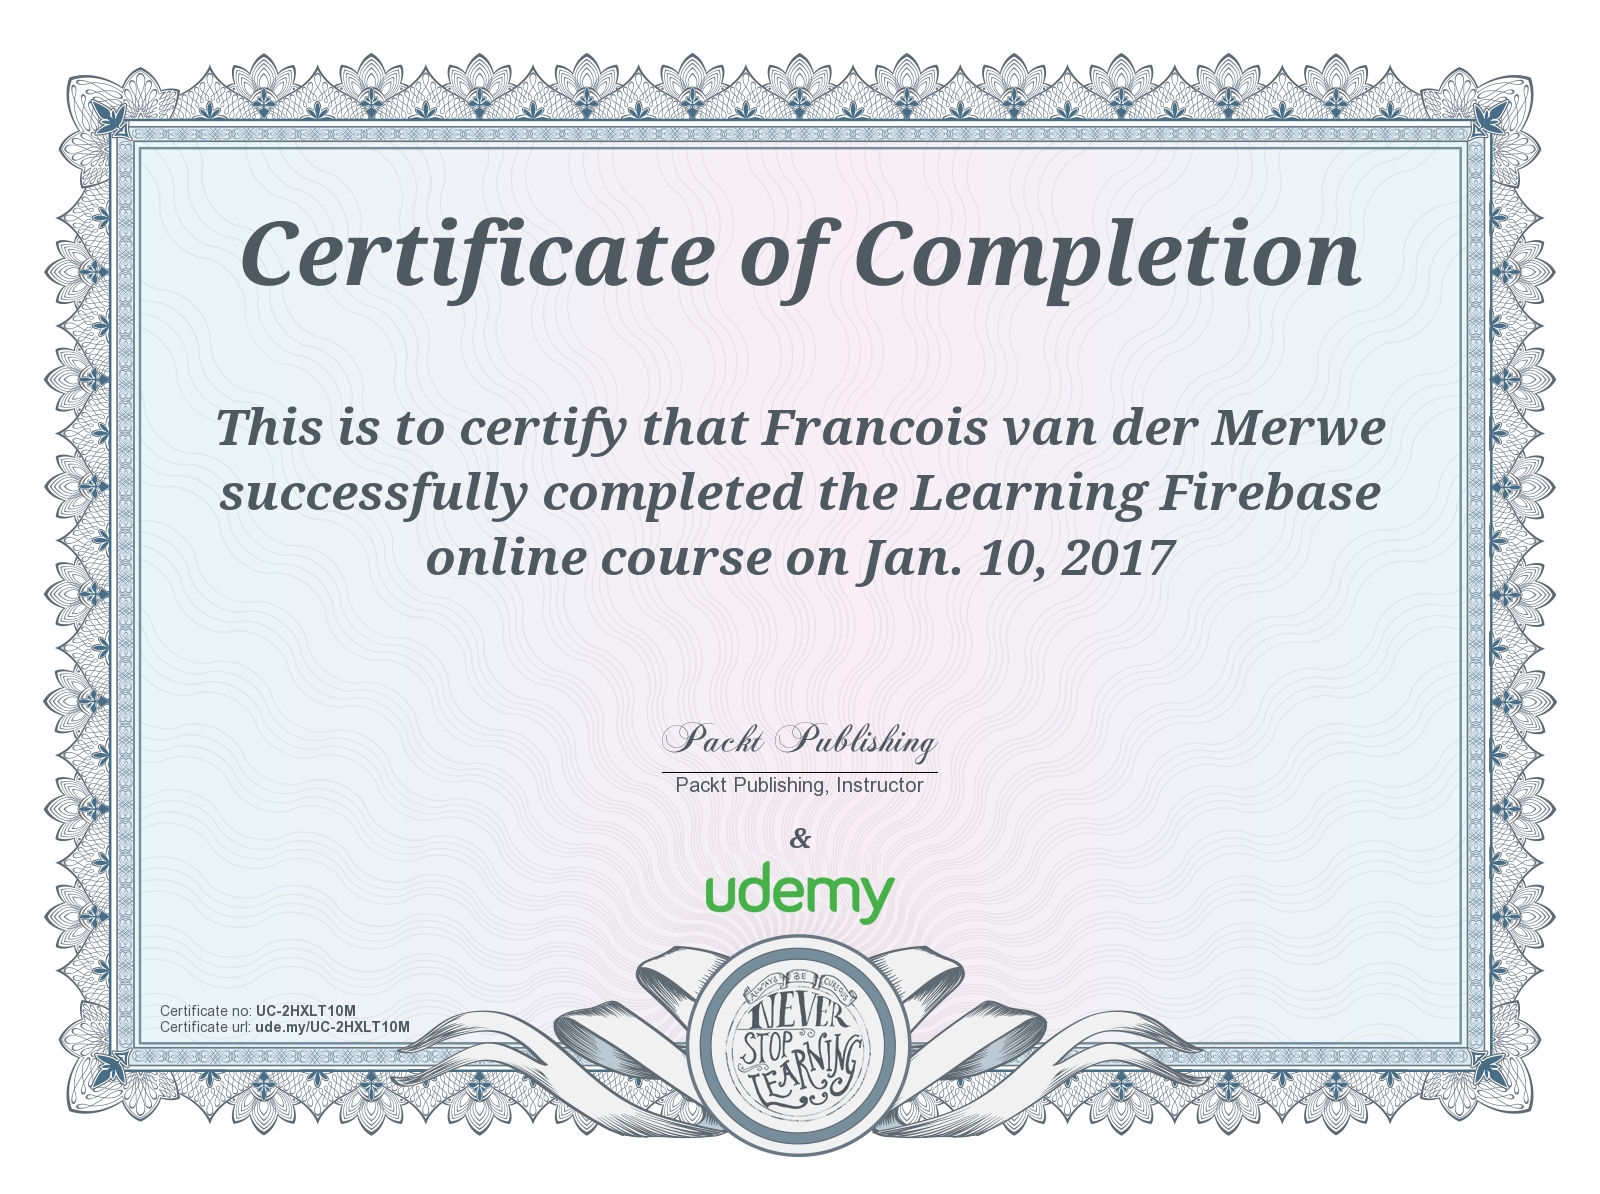 Certificate of Completion
This is to certify that Francois van der Merwe
successfully completed the Learning Firebase
online course on Jan. 10, 2017
Packt Publishing
Packt Publishing, Instructor
&
udemy
Certificate no: UC-2HXLT10M
Certificate url: ude.my/UC-2HXLT10M
ALWAYS BE CURIOUS
NEVER
STOP
LEARNING